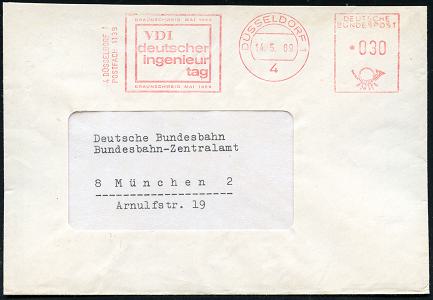 4 DÜSSELDORF 1
POSTFACH 1139
BRAUNSCHWEIG MAI 1969
VDI
deutscher
ingenieur
tag
BRAUNSCHWEIG MAI 1969
DÜSSELDORF 1
14.5.69
4
DEUTSCHE
BUNDESPOST
*030
Deutsche Bundesbahn
Bundesbahn-Zentralamt
8 München 2
Arnulfstr. 19